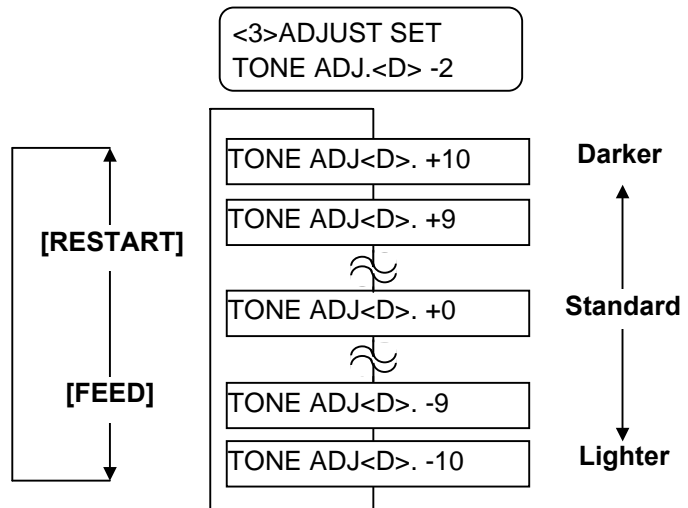 <3>ADJUST SET
TONE ADJ.<D> -2
TONE ADJ<D>. +10
Darker
TONE ADJ<D>. +9
[RESTART]
TONE ADJ<D>. +0
Standard
[FEED]
TONE ADJ<D>. -9
TONE ADJ<D>. -10
Lighter